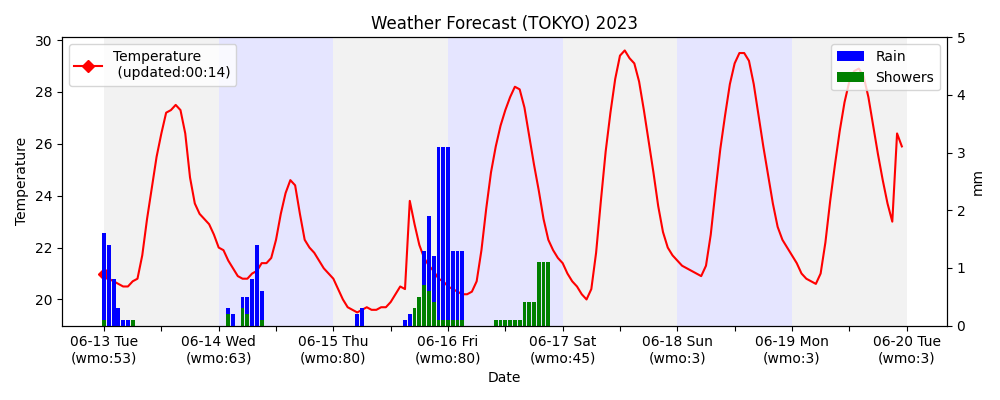 Weather Forecast (TOKYO) 2023
Temperature
(updated:00:14)
Rain
Showers
30
28
26
24
22
20
Temperature
5
4
3
2
1
0
mm
06-13 Tue
(wmo:53)
06-14 Wed
(wmo:63)
06-15 Thu
(wmo:80)
06-16 Fri
(wmo:80)
06-17 Sat
(wmo:45)
06-18 Sun
(wmo:3)
06-19 Mon
(wmo:3)
06-20 Tue
(wmo:3)
Date